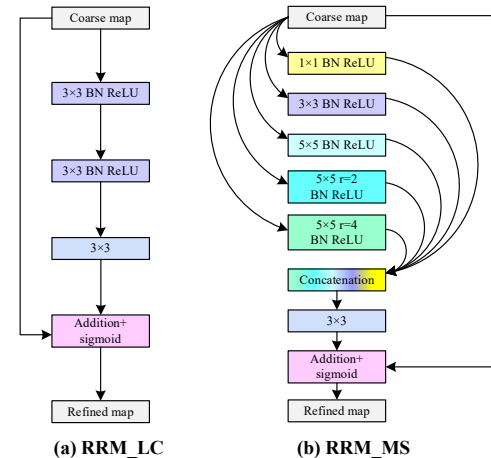 Coarse map
3×3 BN ReLU
3×3 BN ReLU
3×3
Addition+
sigmoid
Refined map
(a) RRM_LC
Coarse map
1×1 BN ReLU
3×3 BN ReLU
5×5 BN ReLU
5×5 r=2
BN ReLU
5×5 r=4
BN ReLU
Concatenation
3×3
Addition+
sigmoid
Refined map
(b) RRM_MS